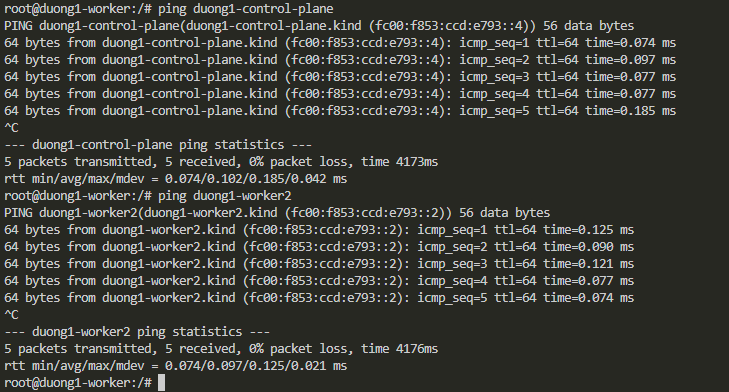 root@duong1-worker:/# ping duong1-control-plane
PING duong1-control-plane(duong1-control-plane.kind (fc00:f853:ccd:e793::4)) 56 data bytes
64 bytes from duong1-control-plane.kind (fc00:f853:ccd:e793::4): icmp_seq=1 ttl=64 time=0.074 ms
64 bytes from duong1-control-plane.kind (fc00:f853:ccd:e793::4): icmp_seq=2 ttl=64 time=0.097 ms
64 bytes from duong1-control-plane.kind (fc00:f853:ccd:e793::4): icmp_seq=3 ttl=64 time=0.077 ms
64 bytes from duong1-control-plane.kind (fc00:f853:ccd:e793::4): icmp_seq=4 ttl=64 time=0.077 ms
64 bytes from duong1-control-plane.kind (fc00:f853:ccd:e793::4): icmp_seq=5 ttl=64 time=0.185 ms
^C
--- duong1-control-plane ping statistics ---
5 packets transmitted, 5 received, 0% packet loss, time 4173ms
rtt min/avg/max/mdev = 0.074/0.102/0.185/0.042 ms
root@duong1-worker:/# ping duong1-worker2
PING duong1-worker2(duong1-worker2.kind (fc00:f853:ccd:e793::2)) 56 data bytes
64 bytes from duong1-worker2.kind (fc00:f853:ccd:e793::2): icmp_seq=1 ttl=64 time=0.125 ms
64 bytes from duong1-worker2.kind (fc00:f853:ccd:e793::2): icmp_seq=2 ttl=64 time=0.090 ms
64 bytes from duong1-worker2.kind (fc00:f853:ccd:e793::2): icmp_seq=3 ttl=64 time=0.121 ms
64 bytes from duong1-worker2.kind (fc00:f853:ccd:e793::2): icmp_seq=4 ttl=64 time=0.077 ms
64 bytes from duong1-worker2.kind (fc00:f853:ccd:e793::2): icmp_seq=5 ttl=64 time=0.074 ms
^C
--- duong1-worker2 ping statistics ---
5 packets transmitted, 5 received, 0% packet loss, time 4176ms
rtt min/avg/max/mdev = 0.074/0.097/0.125/0.021 ms
root@duong1-worker:/#